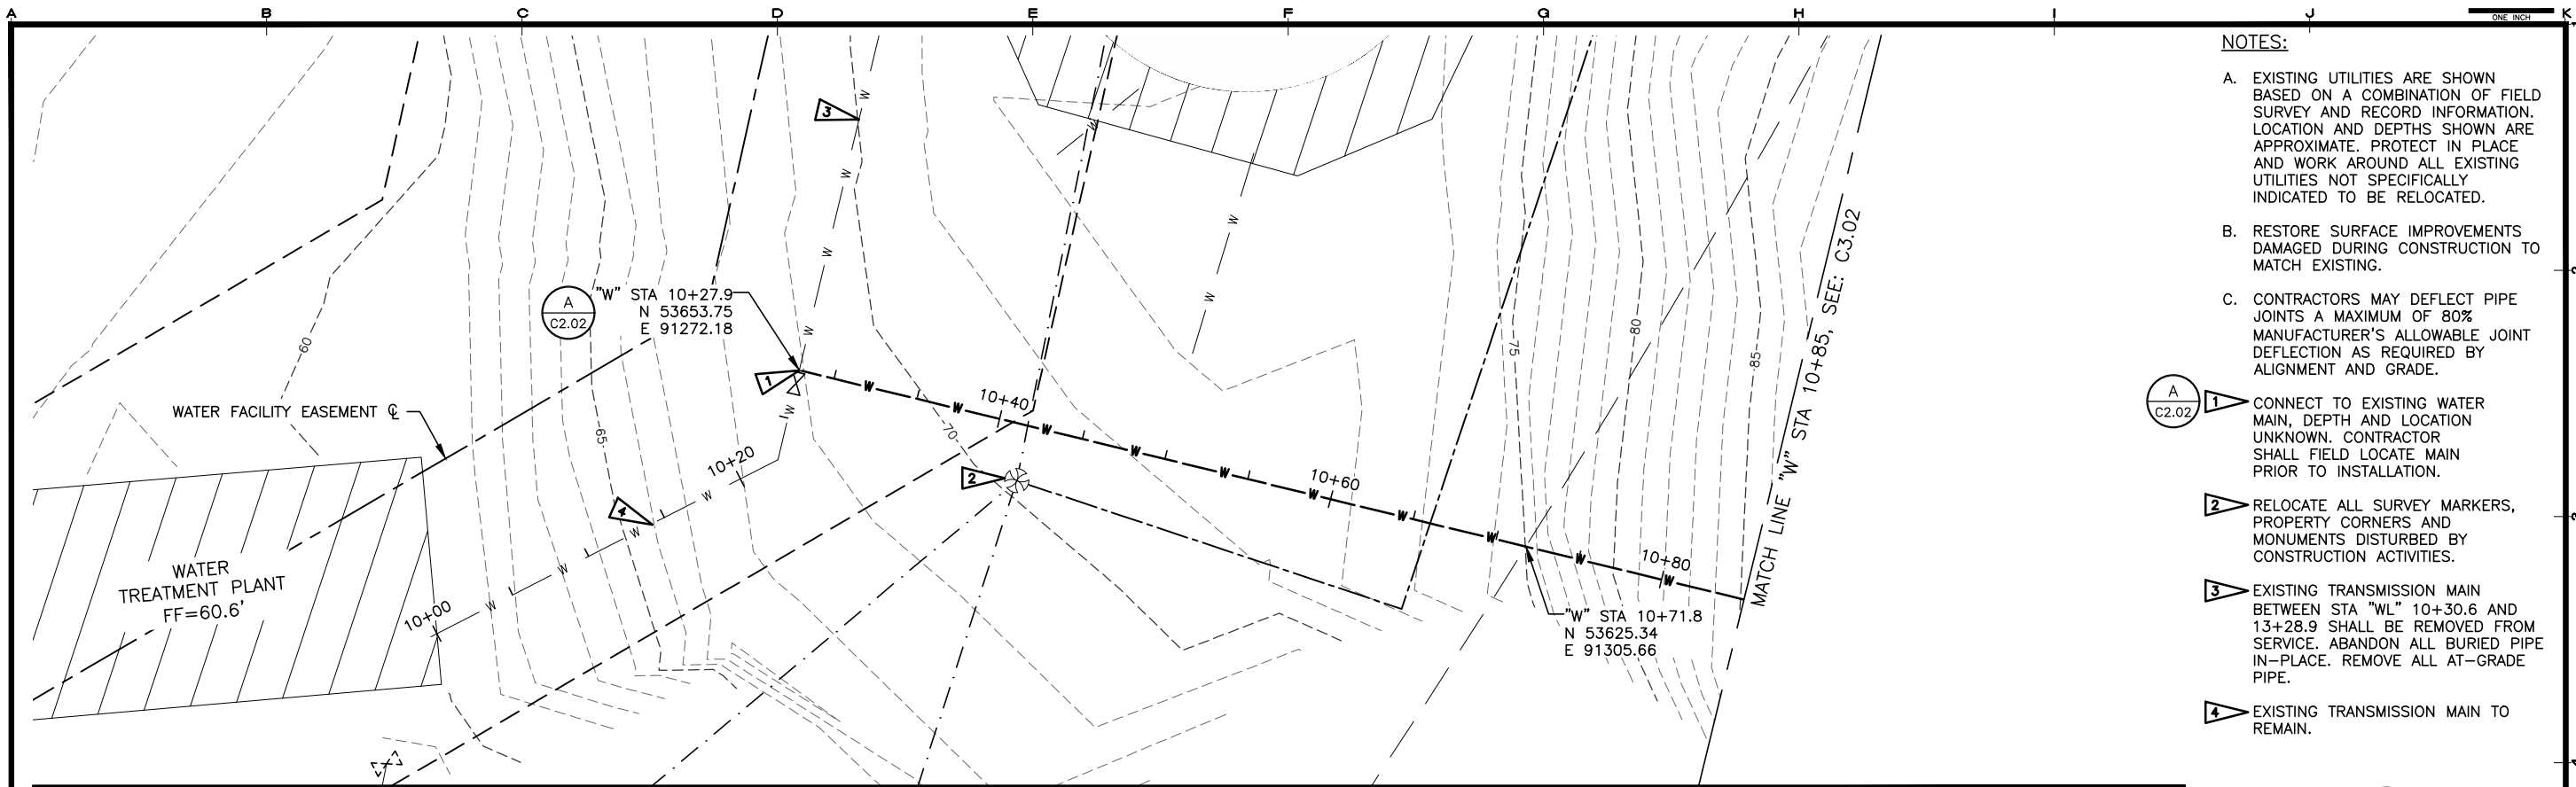 A B C D E F G H I J K
ONE INCH
NOTES:
A. EXISTING UTILITIES ARE SHOWN
BASED ON A COMBINATION OF FIELD
SURVEY AND RECORD INFORMATION.
LOCATION AND DEPTHS SHOWN ARE
APPROXIMATE. PROTECT IN PLACE
AND WORK AROUND ALL EXISTING
UTILITIES NOT SPECIFICALLY
INDICATED TO BE RELOCATED.
B. RESTORE SURFACE IMPROVEMENTS
DAMAGED DURING CONSTRUCTION TO
MATCH EXISTING.
C. CONTRACTORS MAY DEFLECT PIPE
JOINTS A MAXIMUM OF 80%
MANUFACTURER'S ALLOWABLE JOINT
DEFLECTION AS REQUIRED BY
ALIGNMENT AND GRADE.
A
C2.02
1 CONNECT TO EXISTING WATER
MAIN, DEPTH AND LOCATION
UNKNOWN. CONTRACTOR
SHALL FIELD LOCATE MAIN
PRIOR TO INSTALLATION.
2 RELOCATE ALL SURVEY MARKERS,
PROPERTY CORNERS AND
MONUMENTS DISTURBED BY
CONSTRUCTION ACTIVITIES.
3 EXISTING TRANSMISSION MAIN
BETWEEN STA "WL" 10+30.6 AND
13+28.9 SHALL BE REMOVED FROM
SERVICE. ABANDON ALL BURIED PIPE
IN-PLACE. REMOVE ALL AT-GRADE
PIPE.
4 EXISTING TRANSMISSION MAIN TO
REMAIN.
3
A
C2.02
"W" STA 10+27.9
N 53653.75
E 91272.18
60
75
80
85
MATCH LINE "W" STA 10+85, SEE: C3.02
1
WATER FACILITY EASEMENT ℄
10+40
65
70
10+20
2
10+60
4
WATER
TREATMENT PLANT
FF=60.6'
10+00
10+80
"W" STA 10+71.8
N 53625.34
E 91305.66
W W W W W W W W W W W
W W W W W W W W W W